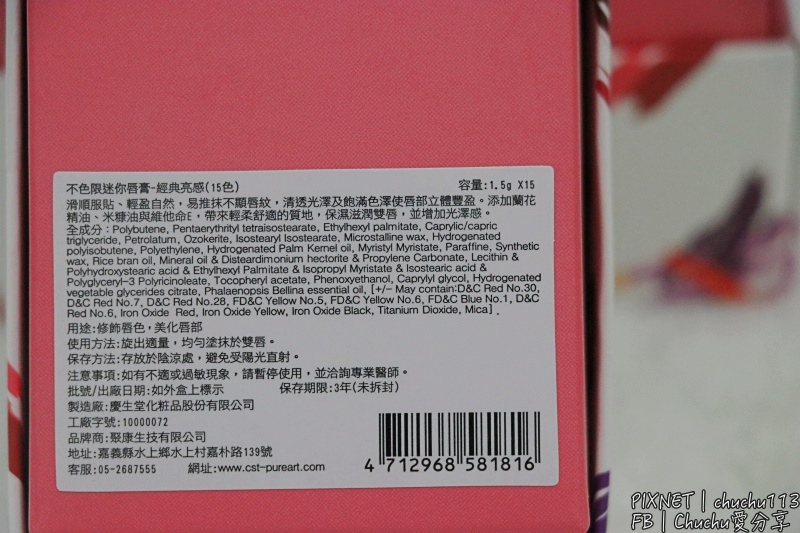 不色限迷你唇膏-經典亮感(15色) 容量:1.5g X15
滑順服貼、輕盈自然，易推抹不顯唇紋，清透光澤及飽滿色澤使唇部立體豐盈。添加蘭花
精油、米糠油與維他命E，帶來輕柔舒適的質地，保濕滋潤雙唇，並增加光澤感。
全成分：Polybutene, Pentaerythrityl tetraisostearate, Ethylhexyl palmitate, Caprylic/capric
triglyceride, Petrolatum, Ozokerite, Isostearyl Isostearate, Microstalline wax, Hydrogenated
polyisobutene, Polyethylene, Hydrogenated Palm Kernel oil, Myristyl Myristate, Paraffine, Synthetic
wax, Rice bran oil, Mineral oil & Disteardimonium hectorite & Propylene Carbonate, Lecithin &
Polyhydroxystearic acid & Ethylhexyl Palmitate & Isopropyl Myristate & Isostearic acid &
Polyglyceryl-3 Polyricinoleate, Tocopheryl acetate, Phenoxyethanol, Caprylyl glycol, Hydrogenated
vegetable glycerides citrate, Phalaenopsis Bellina essential oil, [+/- May contain:D&C Red No.30,
D&C Red No.7, D&C Red No.28, FD&C Yellow No.5, FD&C Yellow No.6, FD&C Blue No.1, D&C
Red No.6, Iron Oxide Red, Iron Oxide Yellow, Iron Oxide Black, Titanium Dioxide, Mica] .
用途:修飾唇色，美化唇部
使用方法:旋出適量，均勻塗抹於雙唇。
保存方法:存放於陰涼處，避免受陽光直射。
注意事項:如有不適或過敏現象，請暫停使用，並洽詢專業醫師。
批號/出廠日期:如外盒上標示 保存期限:3年(未拆封)
製造廠:慶生堂化粧品股份有限公司
工廠字號:10000072
品牌商:聚康生技有限公司
地址:嘉義縣水上鄉水上村嘉朴路139號
客服:05-2687555 網址:www.cst-pureart.com
4 712968 581816
PIXNET | chuchu113
FB | Chuchu愛分享